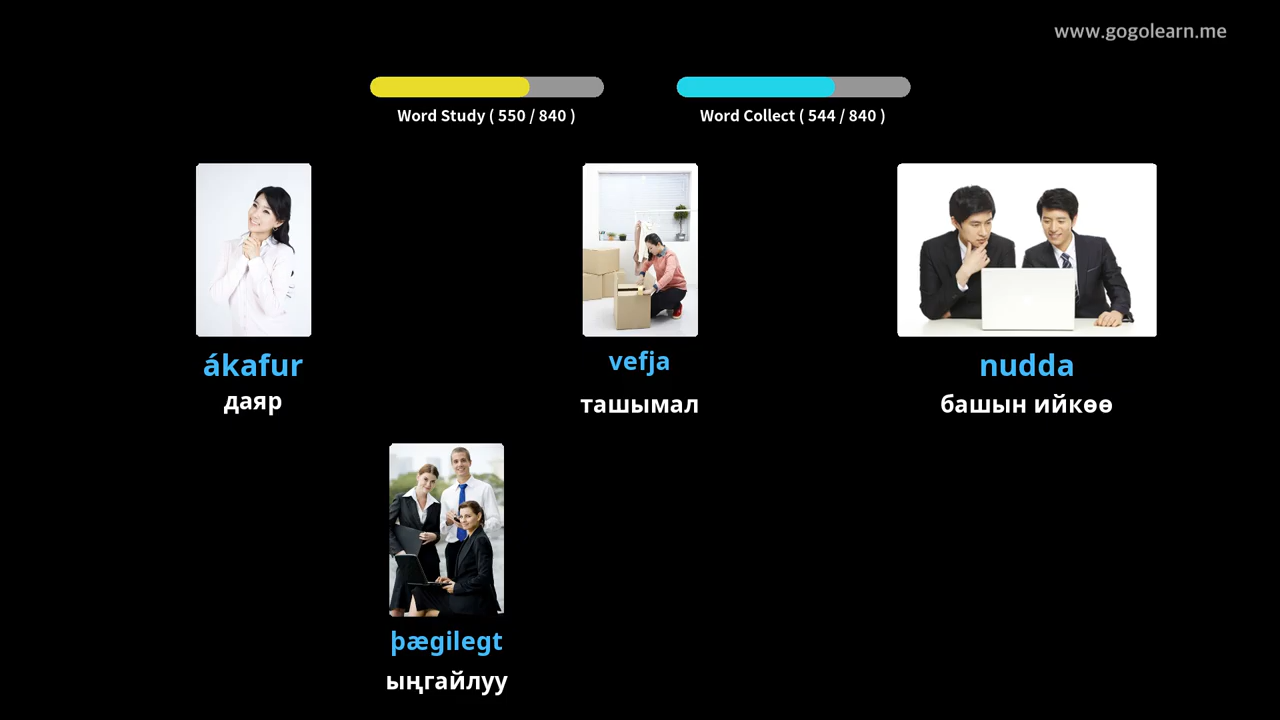 www.gogolearn.me
Word Study ( 550 / 840 )
Word Collect ( 544 / 840 )
ákafur
даяр
vefja
ташымал
nudda
башын ийкөө
þægilegt
ыңгайлуу